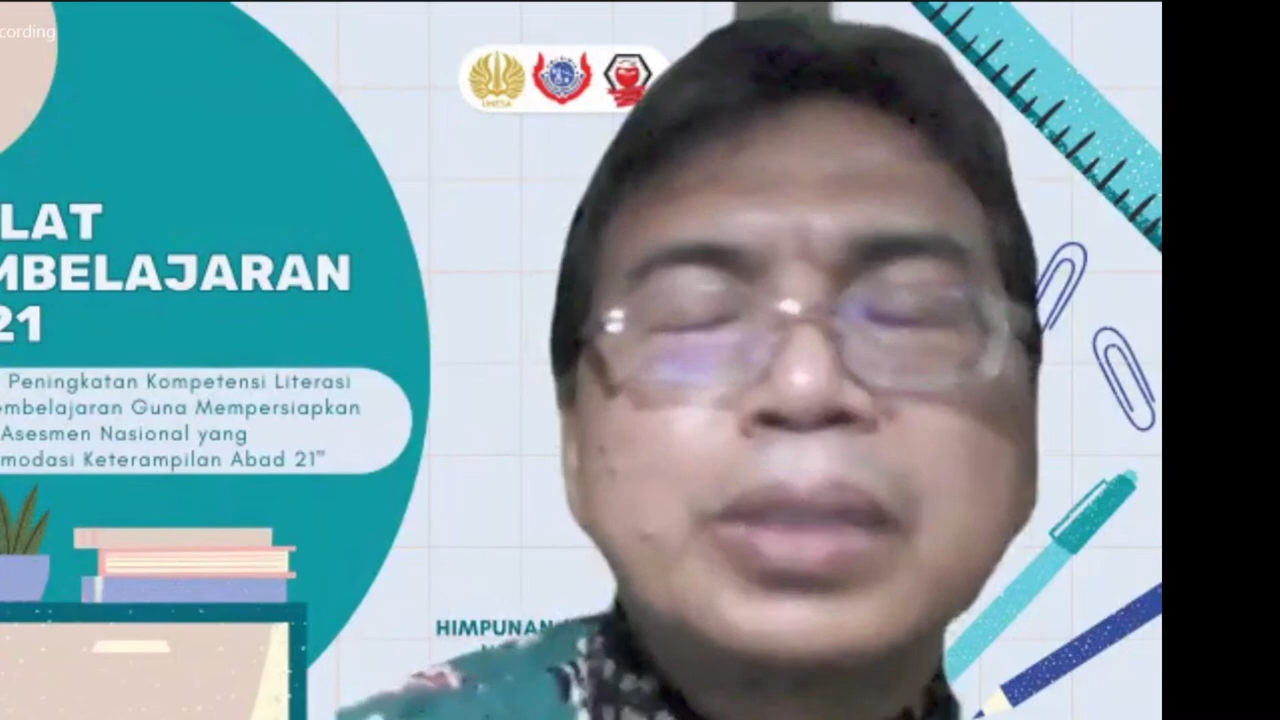 cording
LAT
MBELAJARAN
21
Peningkatan Kompetensi Literasi
embelajaran Guna Mempersiapkan
Asesmen Nasional yang
modasi Keterampilan Abad 21"
UNESA
HIMPUNAN